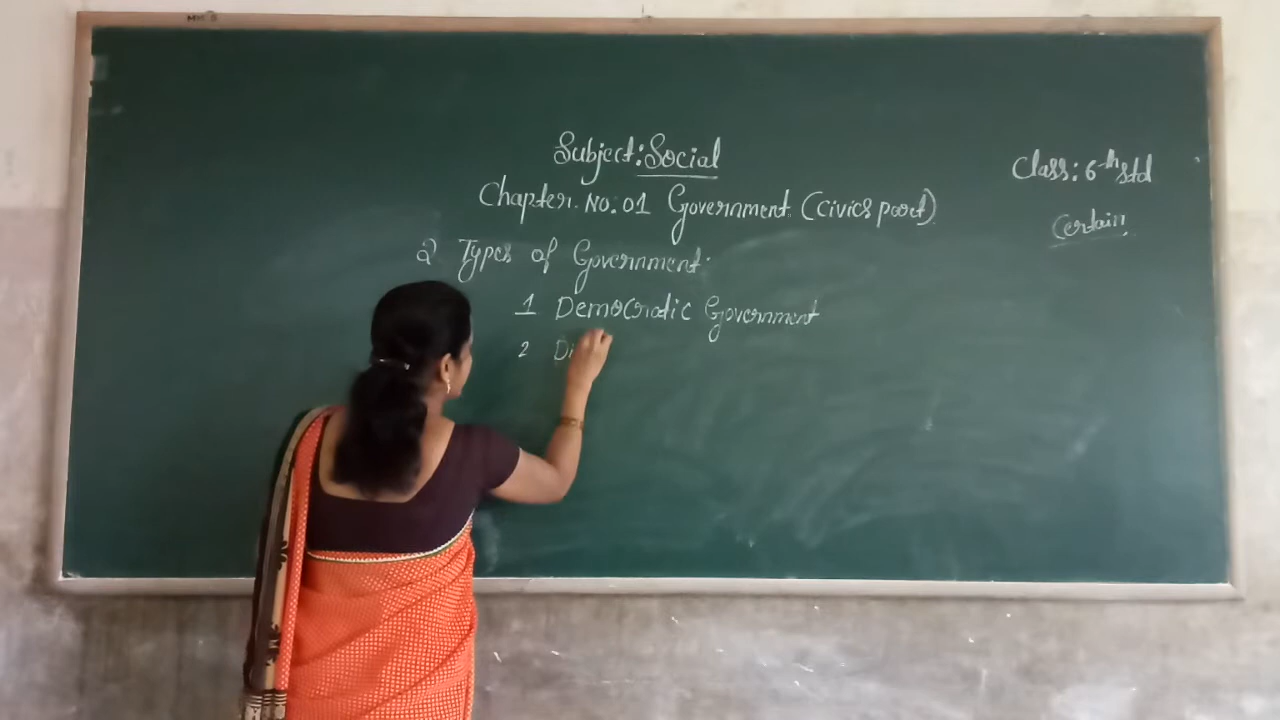 Subject: Social
Class: 6th std
Chapter. No: 01 Government (civics part)
Certain
2 Types of Government:
1 Democratic Government
2 Di